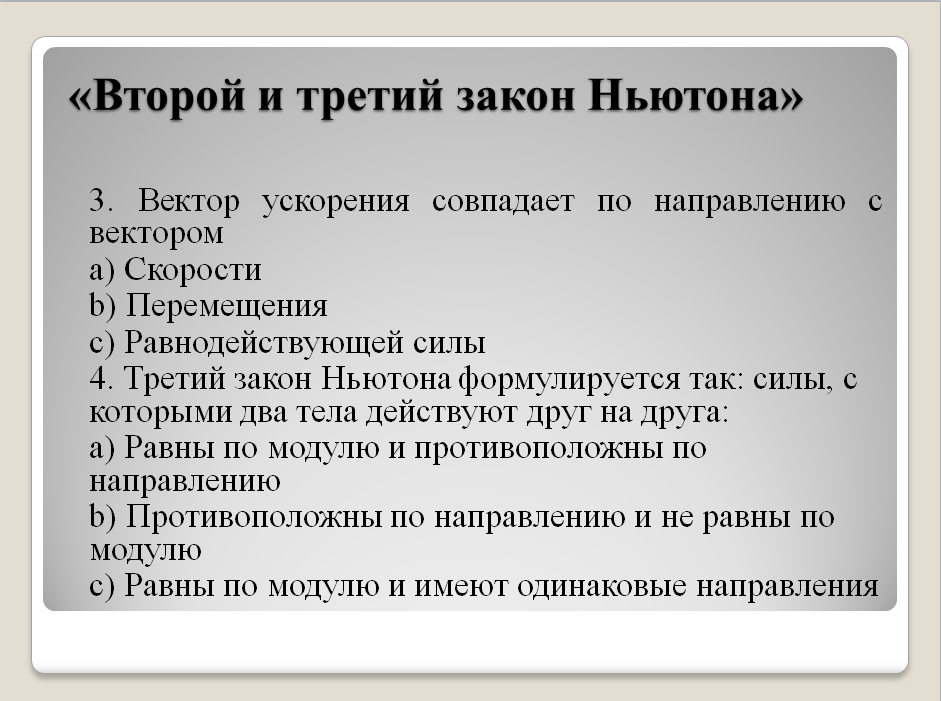 «Второй и третий закон Ньютона»
3. Вектор ускорения совпадает по направлению с
вектором
a) Скорости
b) Перемещения
c) Равнодействующей силы
4. Третий закон Ньютона формулируется так: силы, с
которыми два тела действуют друг на друга:
a) Равны по модулю и противоположны по
направлению
b) Противоположны по направлению и не равны по
модулю
c) Равны по модулю и имеют одинаковые направления